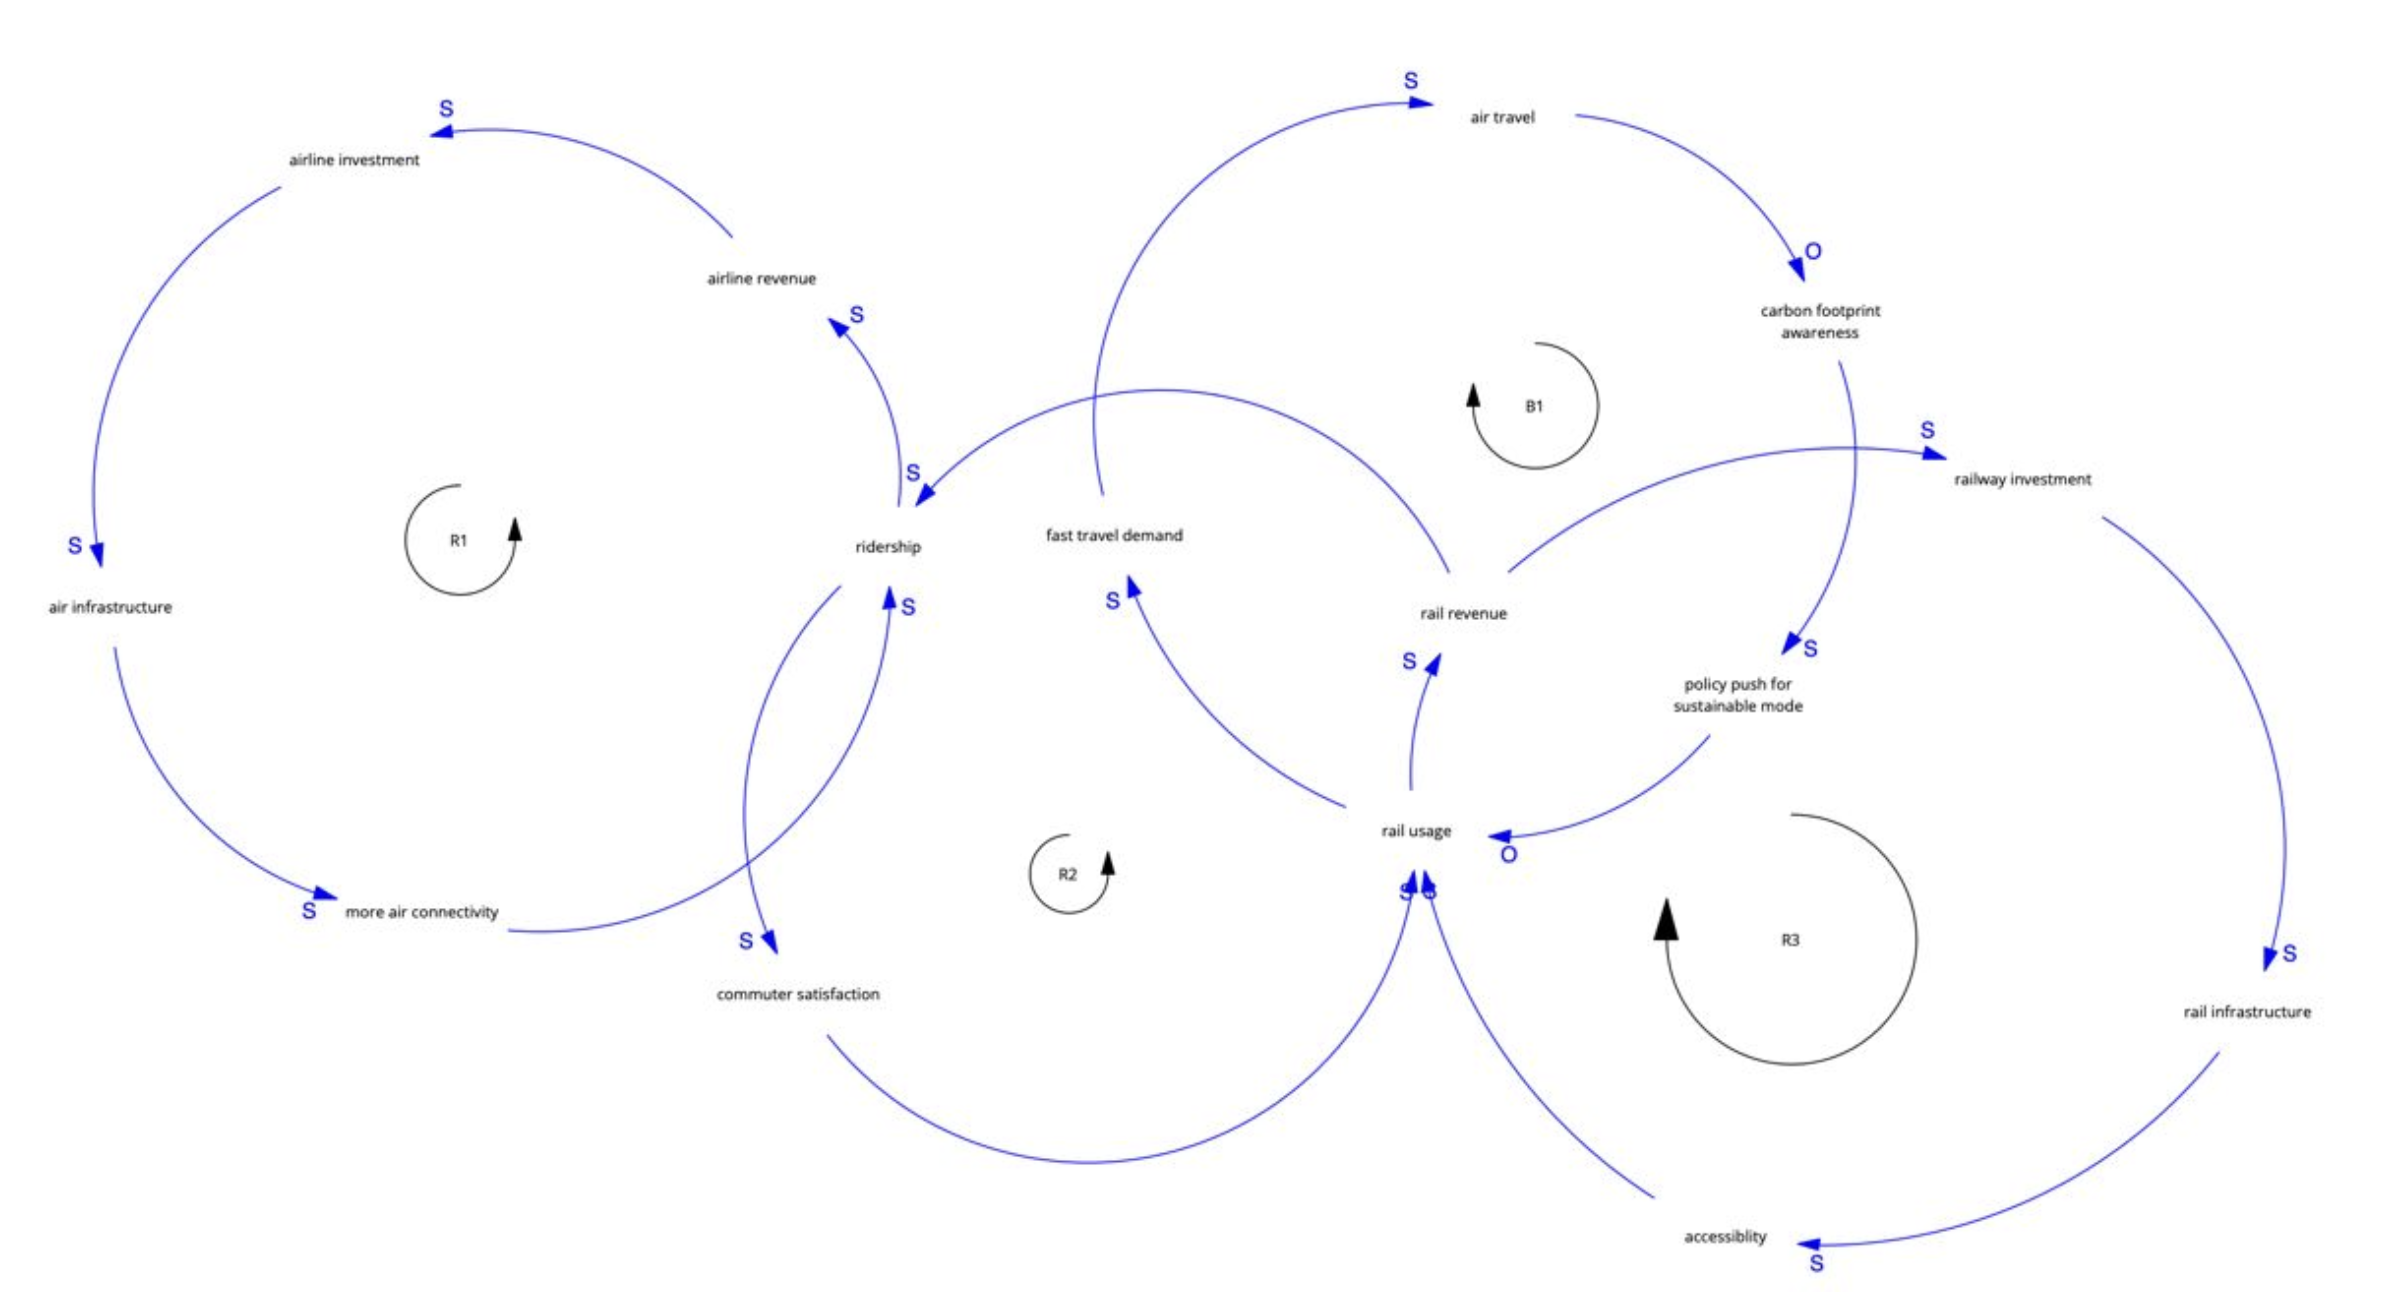 S
air travel
S
airline investment
O
airline revenue
carbon footprint
awareness
S
B1
S
railway investment
S
fast travel demand
R1
ridership
S
air infrastructure
S
S
rail revenue
S
S
policy push for
sustainable mode
rail usage
O
R2
S
S
S
more air connectivity
S
R3
S
S
commuter satisfaction
rail infrastructure
accessiblity
S